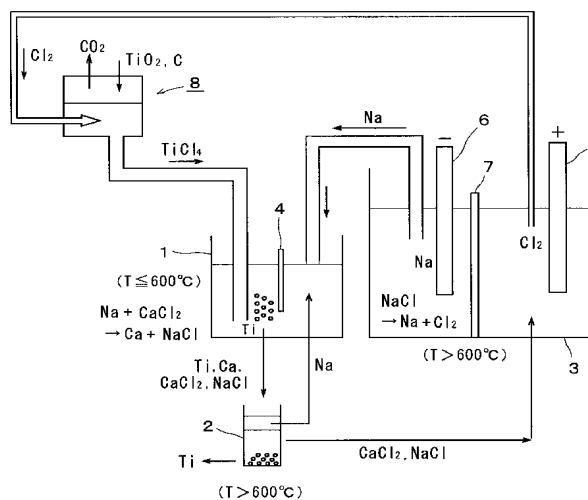 Cl2
CO2
TiO2, C
8
TiCl4
Na
6
−
+
7
4
1
(T≦600℃)
Na + CaCl2
→ Ca + NaCl
Ti
Na
Cl2
NaCl
→ Na + Cl2
(T>600℃)
3
Ti, Ca,
CaCl2, NaCl
Na
2
Ti
CaCl2, NaCl
(T>600℃)